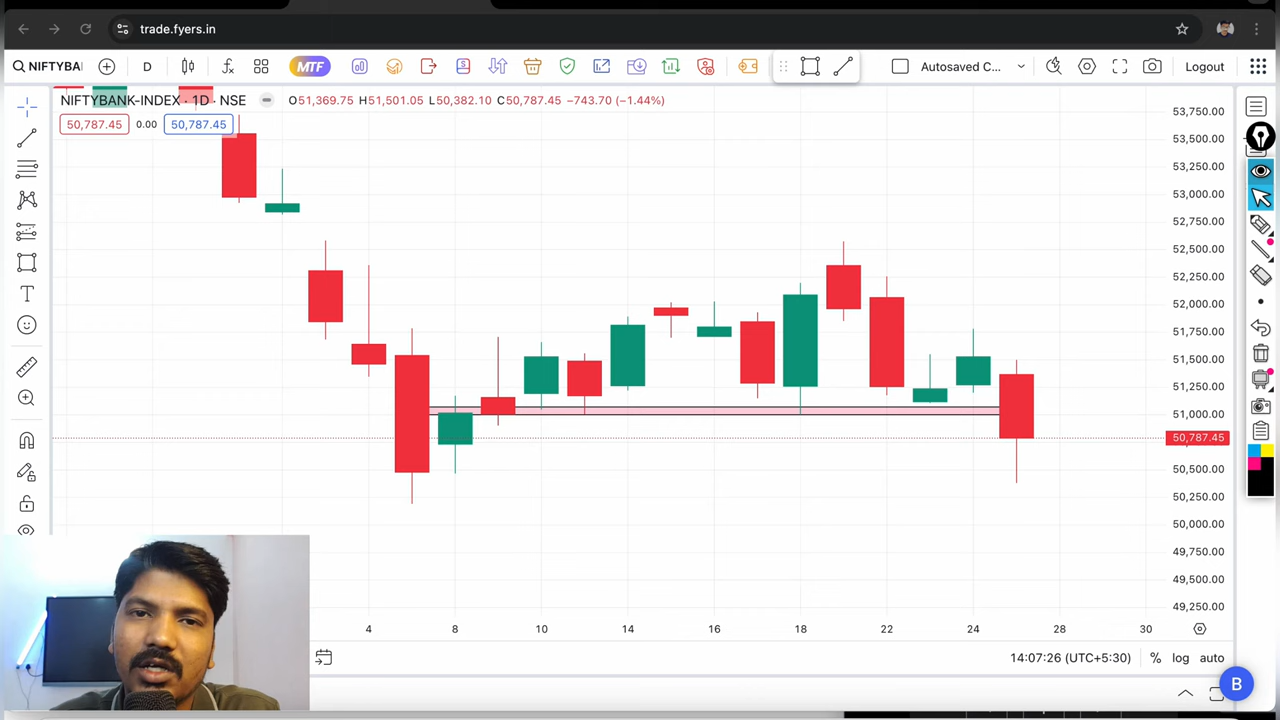 trade.fyers.in
NIFTYBA
D
MTF
Autosaved C...
Logout
NIFTYBANK-INDEX · 1D · NSE
O51,369.75 H51,501.05 L50,382.10 C50,787.45 −743.70 (−1.44%)
50,787.45 0.00 50,787.45
53,750.00
53,500.00
53,250.00
53,000.00
52,750.00
52,500.00
52,250.00
52,000.00
51,750.00
51,500.00
51,250.00
51,000.00
50,787.45
50,500.00
50,250.00
50,000.00
49,750.00
49,500.00
49,250.00
4 8 10 14 16 18 22 24 28 30
14:07:26 (UTC+5:30) % log auto
B